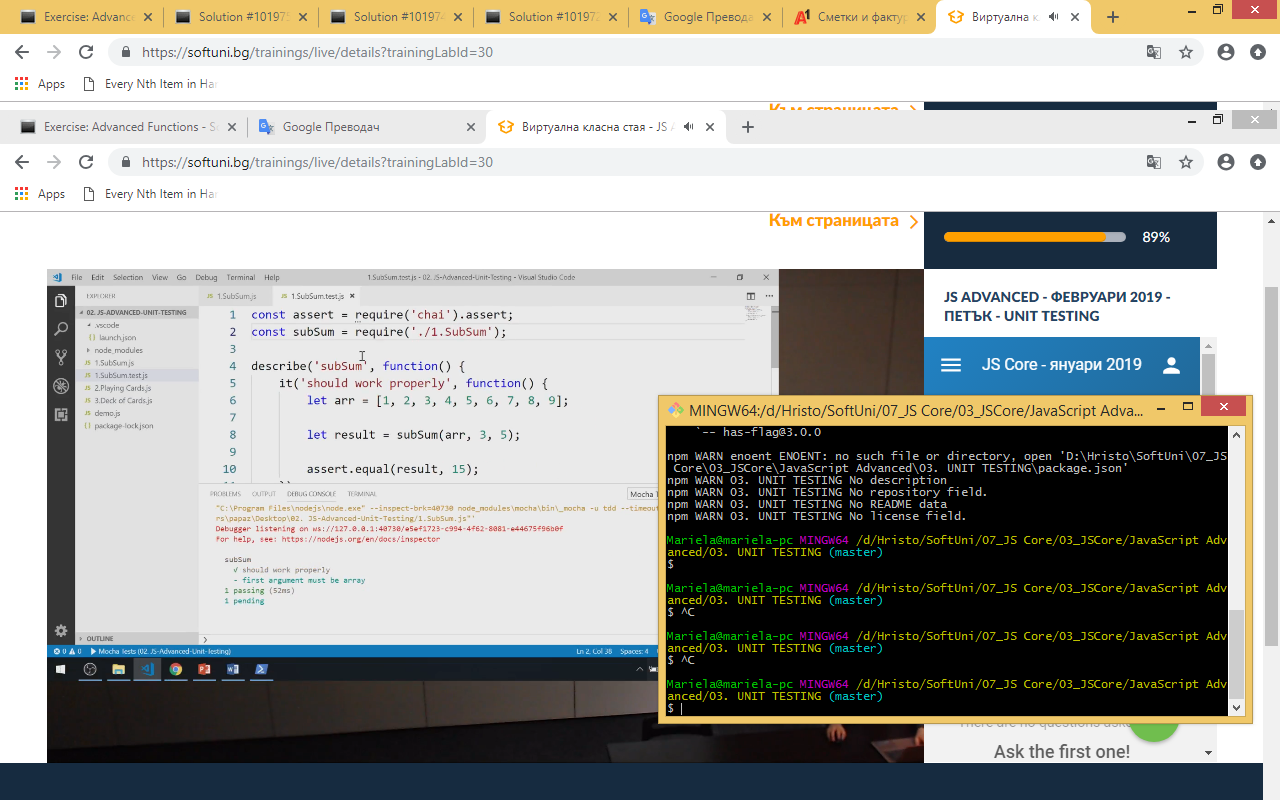 Exercise: Advance
Solution #10197
Solution #10197
Solution #10197
Google Превода
Сметки и фактур
Виртуална к
https://softuni.bg/trainings/live/details?trainingLabId=30
Apps
Every Nth Item in Ha
Към страницата
Exercise: Advanced Functions - S
Google Преводач
Виртуална класна стая - JS A
https://softuni.bg/trainings/live/details?trainingLabId=30
Apps
Every Nth Item in Ha
Към страницата
89%
File Edit Selection View Go Debug Terminal Help
1.SubSum.test.js - 02. JS-Advanced-Unit-Testing - Visual Studio Code
EXPLORER
02. JS-ADVANCED-UNIT-TESTING
.vscode
launch.json
node_modules
JS 1.SubSum.js
JS 1.SubSum.test.js
JS 2.Playing Cards.js
JS 3.Deck of Cards.js
JS demo.js
package-lock.json
OUTLINE
JS 1.SubSum.js
JS 1.SubSum.test.js
1 const assert = require('chai').assert;
2 const subSum = require('./1.SubSum');
3
4 describe('subSum', function() {
5 it('should work properly', function() {
6 let arr = [1, 2, 3, 4, 5, 6, 7, 8, 9];
7
8 let result = subSum(arr, 3, 5);
9
10 assert.equal(result, 15);
PROBLEMS OUTPUT DEBUG CONSOLE TERMINAL
Mocha T
"C:\Program Files\nodejs\node.exe" --inspect-brk=40730 node_modules\mocha\bin\_mocha -u tdd --timeout
rs\papaz\Desktop\02. JS-Advanced-Unit-Testing/1.SubSum.js"'
Debugger listening on ws://127.0.0.1:40730/e5ef1723-c994-4f62-8081-e44675f96b0f
For help, see: https://nodejs.org/en/docs/inspector
subSum
√ should work properly
- first argument must be array
1 passing (52ms)
1 pending
0 0 Mocha Tests (02. JS-Advanced-Unit-Testing)
Ln 2, Col 38 Spaces: 4
JS ADVANCED - ФЕВРУАРИ 2019 -
ПЕТЪК - UNIT TESTING
JS Core - януари 2019
MINGW64:/d/Hristo/SoftUni/07_JS Core/03_JSCore/JavaScript Adva...
`-- has-flag@3.0.0
npm WARN enoent ENOENT: no such file or directory, open 'D:\Hristo\SoftUni\07_JS
Core\03_JSCore\JavaScript Advanced\03. UNIT TESTING\package.json'
npm WARN 03. UNIT TESTING No description
npm WARN 03. UNIT TESTING No repository field.
npm WARN 03. UNIT TESTING No README data
npm WARN 03. UNIT TESTING No license field.
Mariela@mariela-pc MINGW64 /d/Hristo/SoftUni/07_JS Core/03_JSCore/JavaScript Adv
anced/03. UNIT TESTING (master)
$
Mariela@mariela-pc MINGW64 /d/Hristo/SoftUni/07_JS Core/03_JSCore/JavaScript Adv
anced/03. UNIT TESTING (master)
$ ^C
Mariela@mariela-pc MINGW64 /d/Hristo/SoftUni/07_JS Core/03_JSCore/JavaScript Adv
anced/03. UNIT TESTING (master)
$ ^C
Mariela@mariela-pc MINGW64 /d/Hristo/SoftUni/07_JS Core/03_JSCore/JavaScript Adv
anced/03. UNIT TESTING (master)
$
There are no questions aske
Ask the first one!